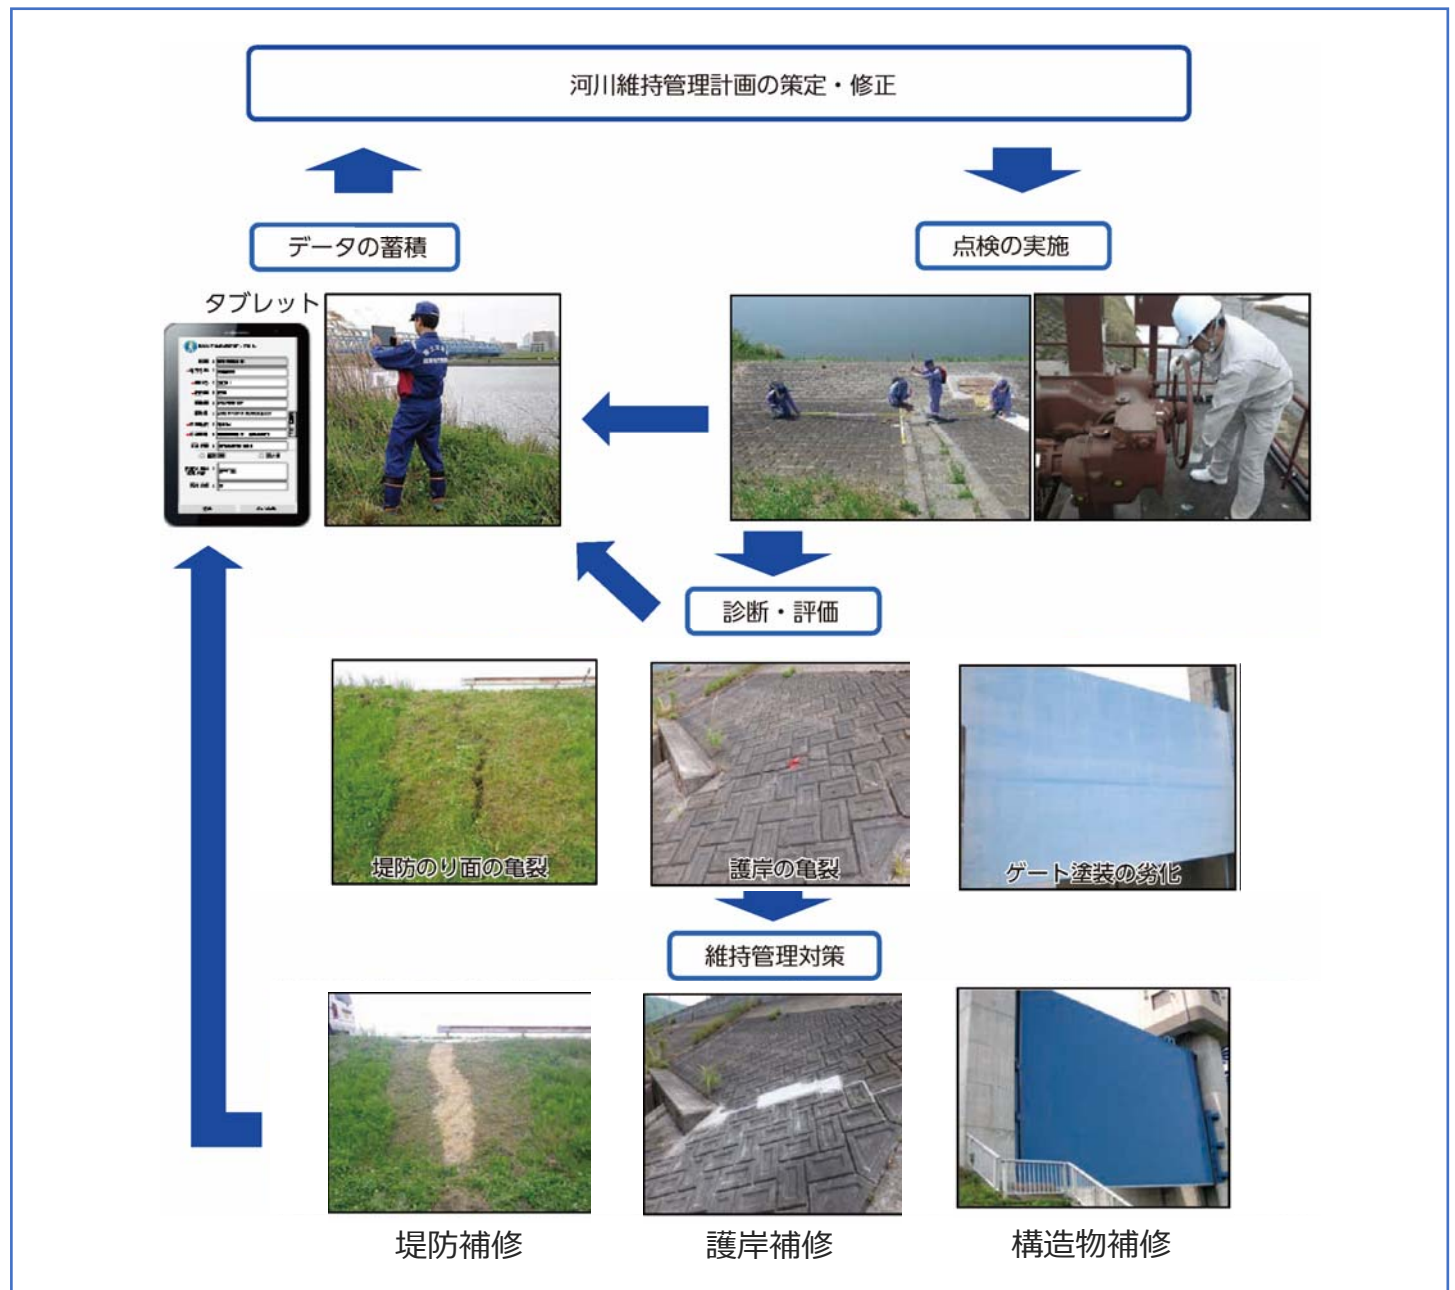 河川維持管理計画の策定・修正
データの蓄積
点検の実施
タブレット
診断・評価
堤防のり面の亀裂
護岸の亀裂
ゲート塗装の劣化
維持管理対策
堤防補修
護岸補修
構造物補修